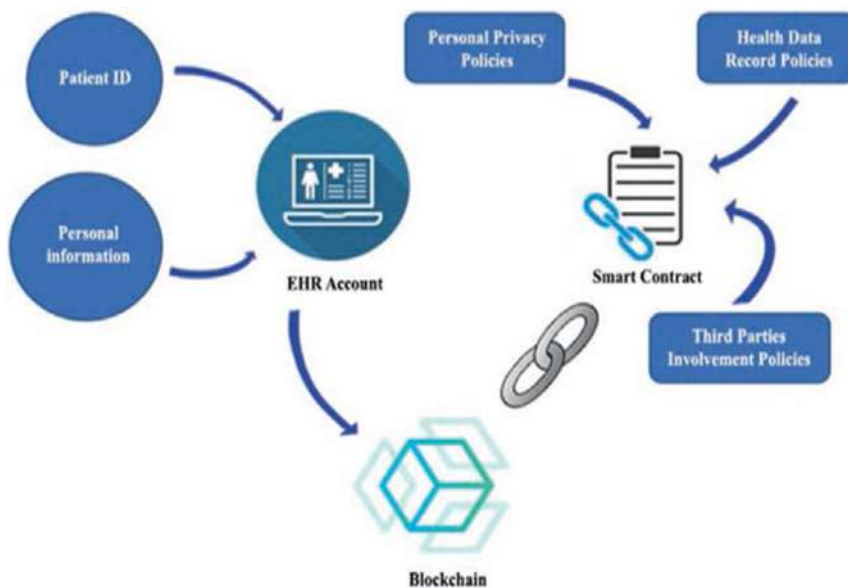 Patient ID
Personal
information
EHR Account
Personal Privacy
Policies
Health Data
Record Policies
Smart Contract
Third Parties
Involvement Policies
Blockchain